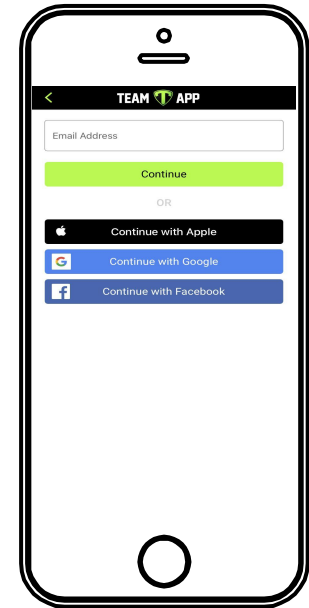 TEAM T APP
Email Address
Continue
OR
Continue with Apple
G Continue with Google
f Continue with Facebook